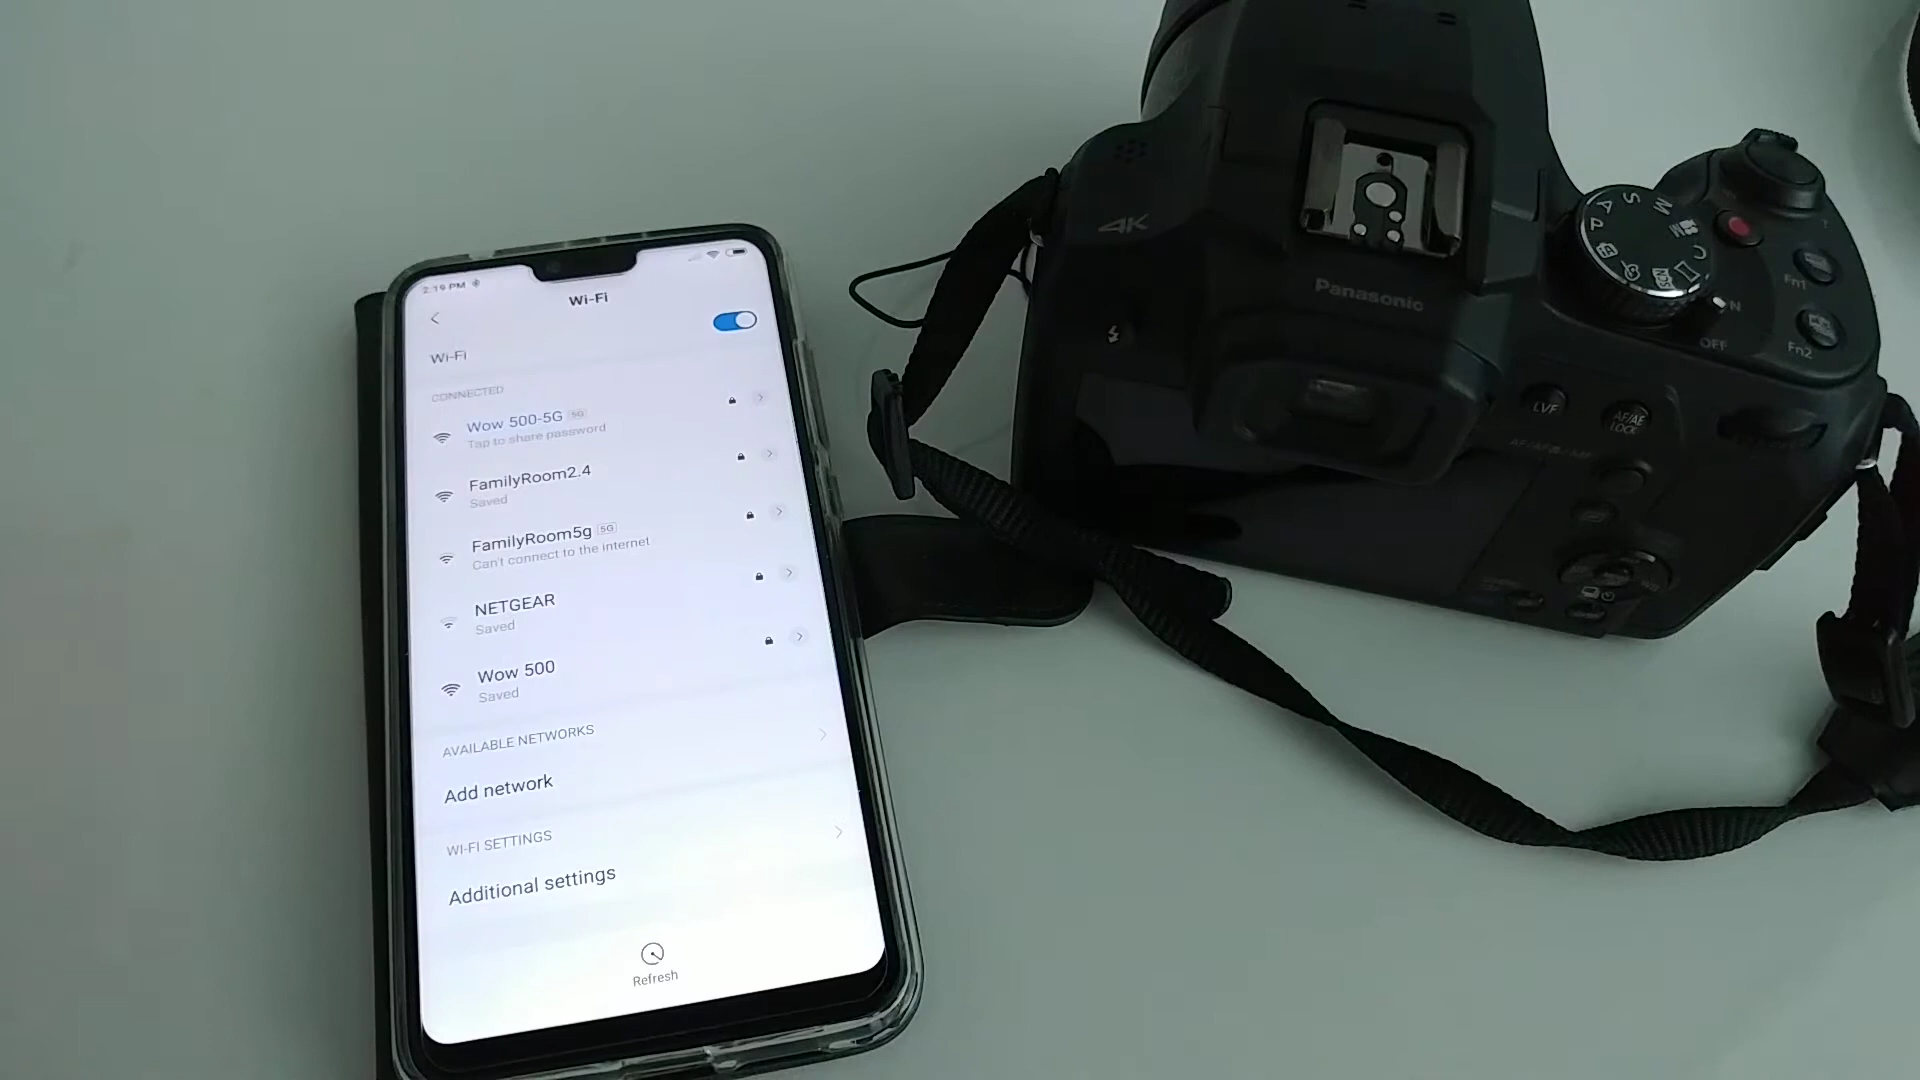 2:19 PM
Wi-Fi
Wi-Fi
CONNECTED
Wow 500-5G 5G
Tap to share password
FamilyRoom2.4
Saved
FamilyRoom5g 5G
Can't connect to the internet
NETGEAR
Saved
Wow 500
Saved
AVAILABLE NETWORKS
Add network
WI-FI SETTINGS
Additional settings
Refresh
4K
Panasonic
M
S
A
P
M
C
SCN
N
OFF
Fn1
Fn2
LVF
AF/AE
LOCK